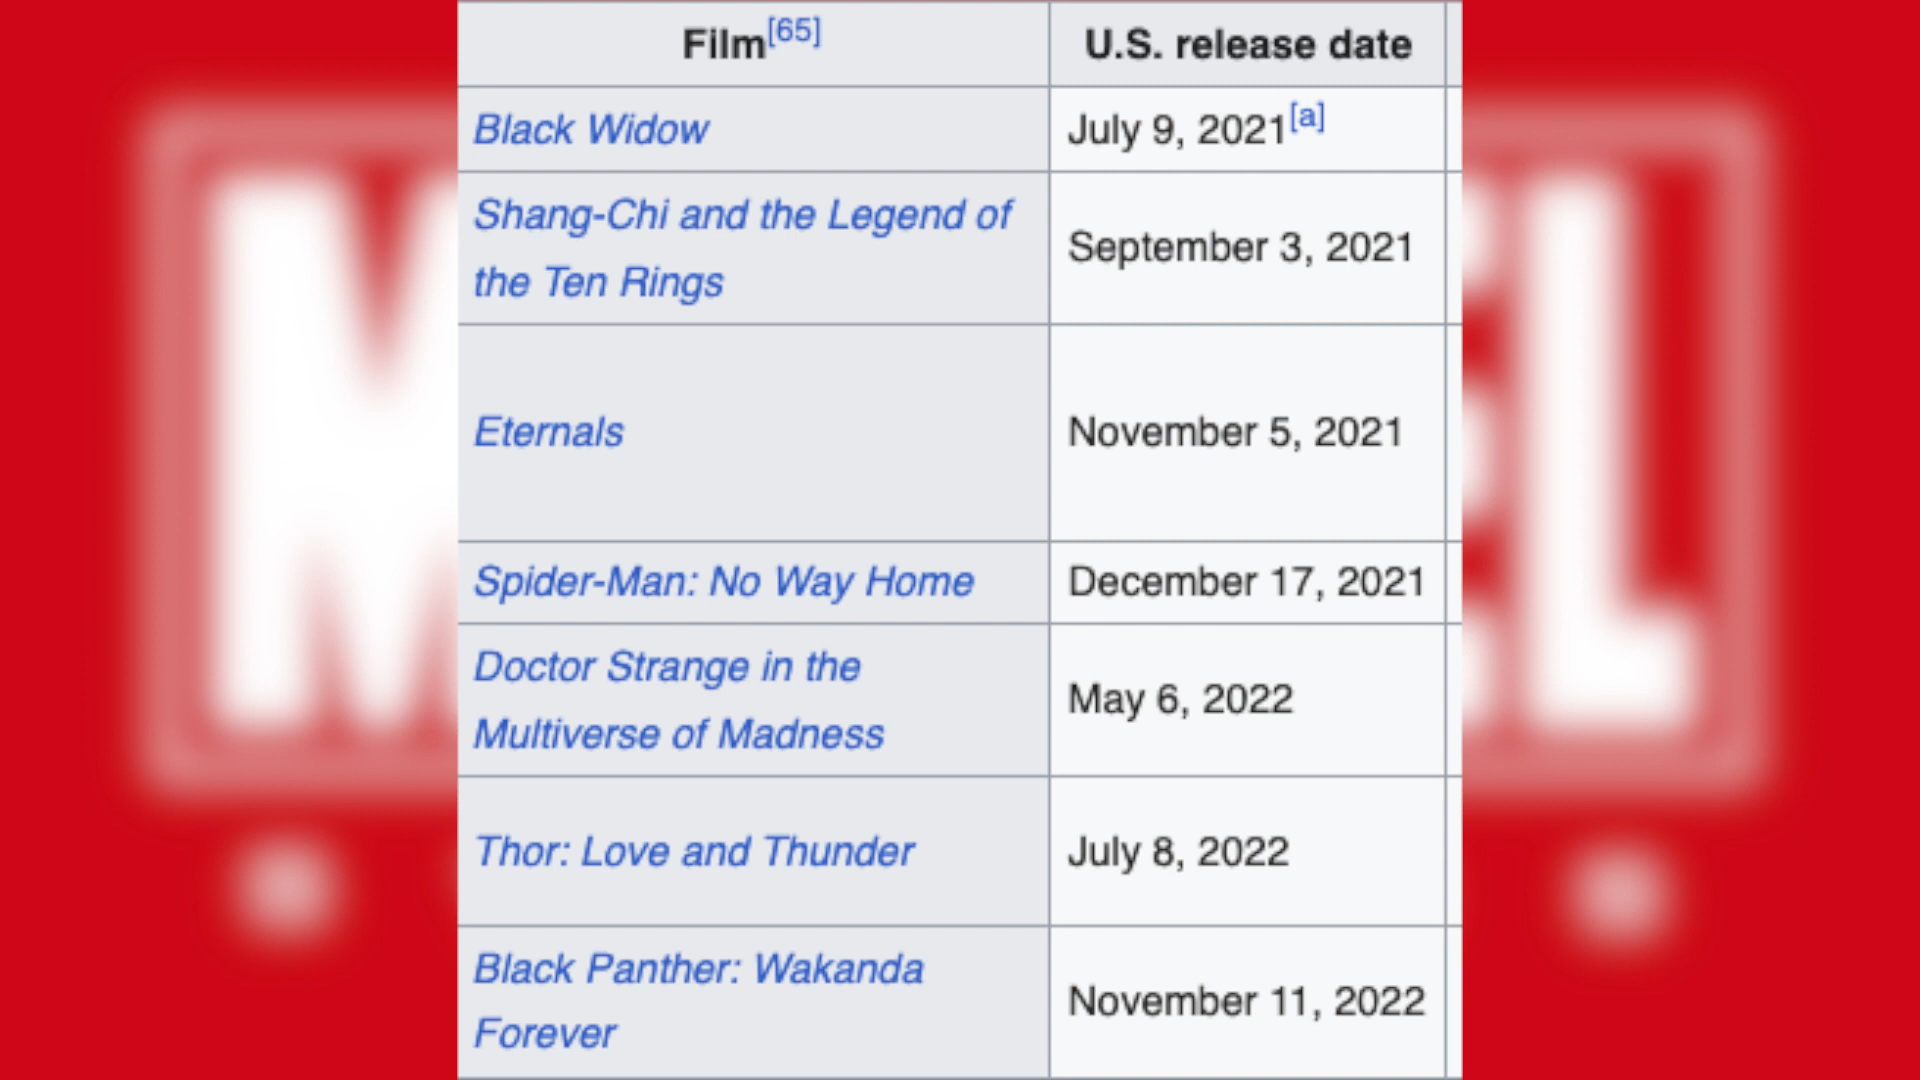 Film[65] U.S. release date
Black Widow July 9, 2021[a]
Shang-Chi and the Legend of
the Ten Rings
September 3, 2021
Eternals November 5, 2021
Spider-Man: No Way Home December 17, 2021
Doctor Strange in the
Multiverse of Madness
May 6, 2022
Thor: Love and Thunder July 8, 2022
Black Panther: Wakanda
Forever
November 11, 2022